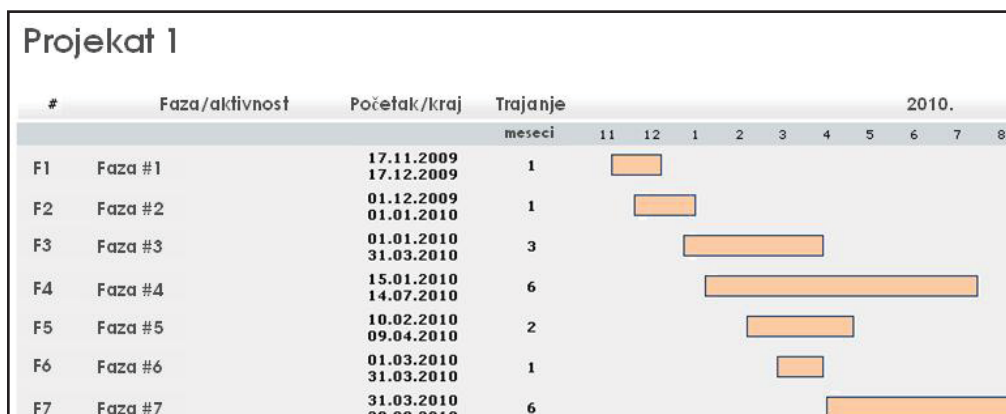 Projekat 1
# Faza/aktivnost Početak/kraj Trajanje 2010.
meseci 11 12 1 2 3 4 5 6 7 8
F1 Faza #1 17.11.2009 1
17.12.2009
F2 Faza #2 01.12.2009 1
01.01.2010
F3 Faza #3 01.01.2010 3
31.03.2010
F4 Faza #4 15.01.2010 6
14.07.2010
F5 Faza #5 10.02.2010 2
09.04.2010
F6 Faza #6 01.03.2010 1
31.03.2010
F7 Faza #7 31.03.2010 6